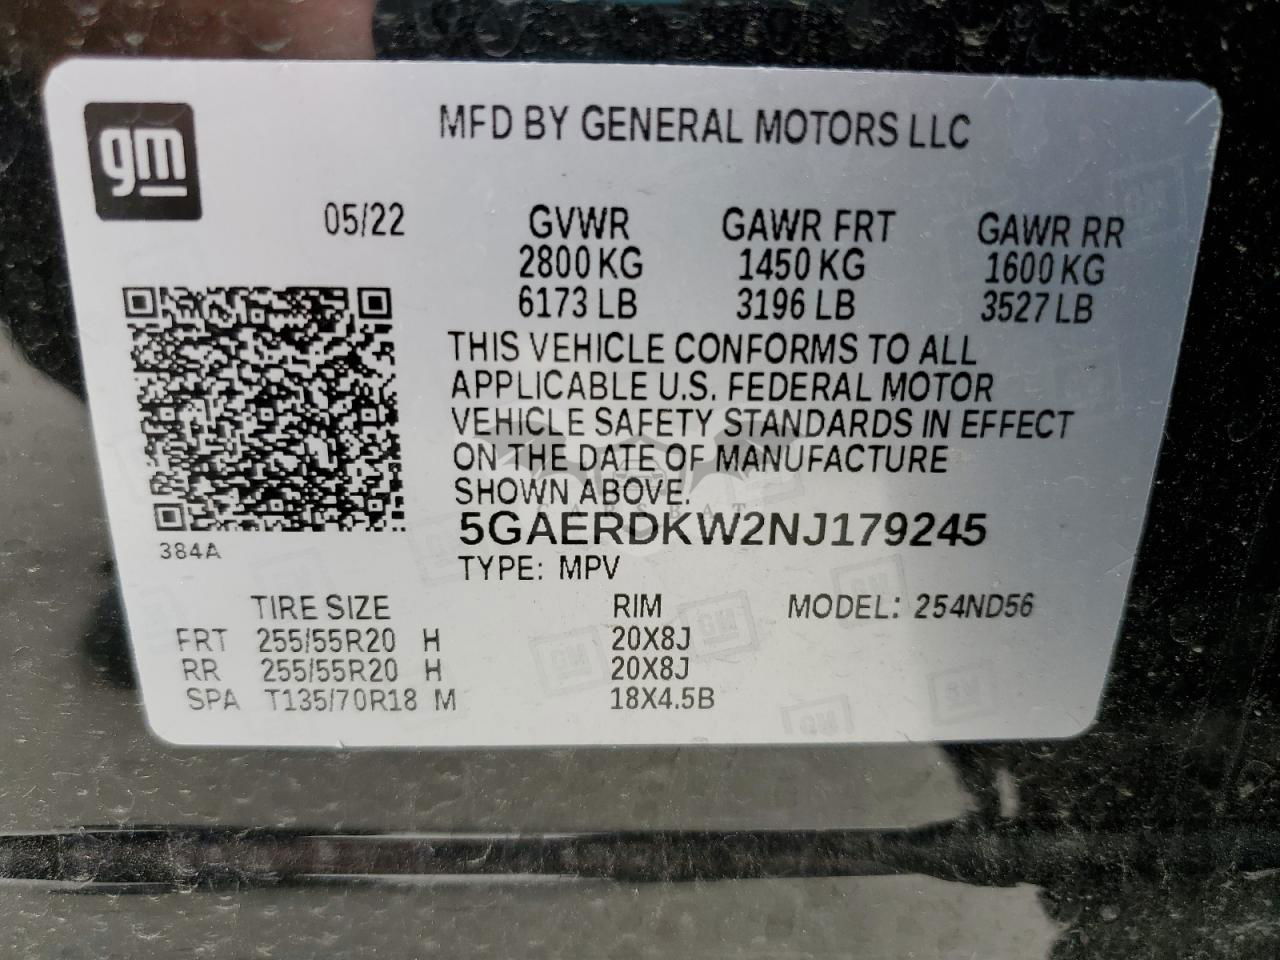 gm
MFD BY GENERAL MOTORS LLC
05/22 GVWR GAWR FRT GAWR RR
2800 KG 1450 KG 1600 KG
6173 LB 3196 LB 3527 LB
THIS VEHICLE CONFORMS TO ALL
APPLICABLE U.S. FEDERAL MOTOR
VEHICLE SAFETY STANDARDS IN EFFECT
ON THE DATE OF MANUFACTURE
SHOWN ABOVE.
384A
5GAERDKW2NJ179245
TYPE: MPV
TIRE SIZE RIM MODEL: 254ND56
FRT 255/55R20 H 20X8J
RR 255/55R20 H 20X8J
SPA T135/70R18 M 18X4.5B